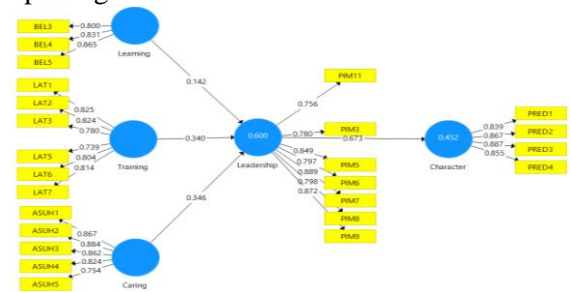 BEL3
BEL4
BEL5
0.800
0.831
0.865
Learning
LAT1
LAT2
LAT3
LAT5
LAT6
LAT7
0.825
0.824
0.780
0.739
0.804
0.814
Training
ASUH1
ASUH2
ASUH3
ASUH4
ASUH5
0.867
0.884
0.862
0.824
0.754
Caring
0.142
0.340
0.346
0.600
Leadership
0.756
0.780
0.673
0.849
0.797
0.889
0.798
0.872
PIM11
PIM3
PIM5
PIM6
PIM7
PIM8
PIM9
0.452
Character
0.839
0.867
0.887
0.855
PRED1
PRED2
PRED3
PRED4